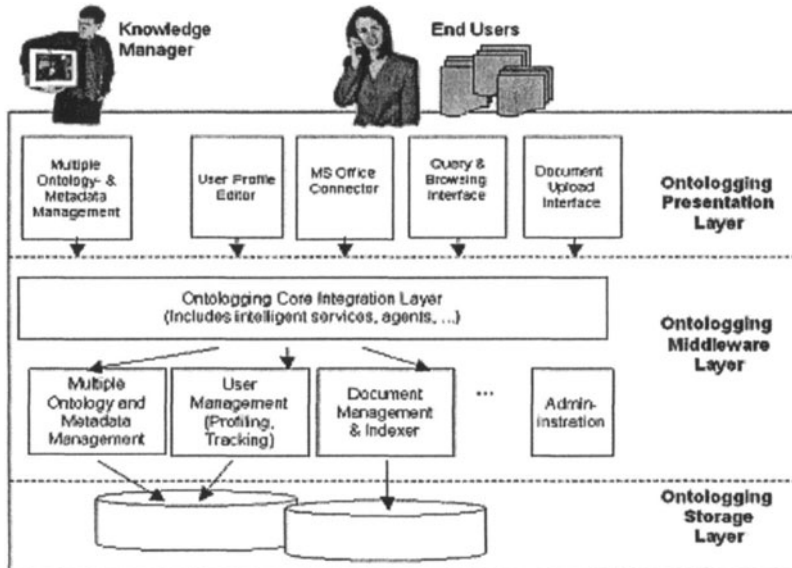 Knowledge
Manager
End Users
Multiple
Ontology- &
Metadata
Management
User Profile
Editor
MS Office
Connector
Query &
Browsing
Interface
Document
Upload
Interface
Ontologging
Presentation
Layer
Ontologging Core Integration Layer
(Includes intelligent services, agents, ...)
Ontologging
Middleware
Layer
Multiple
Ontology and
Metadata
Management
User
Management
(Profiling,
Tracking)
Document
Management
& Indexer
...
Admin-
instration
Ontologging
Storage
Layer